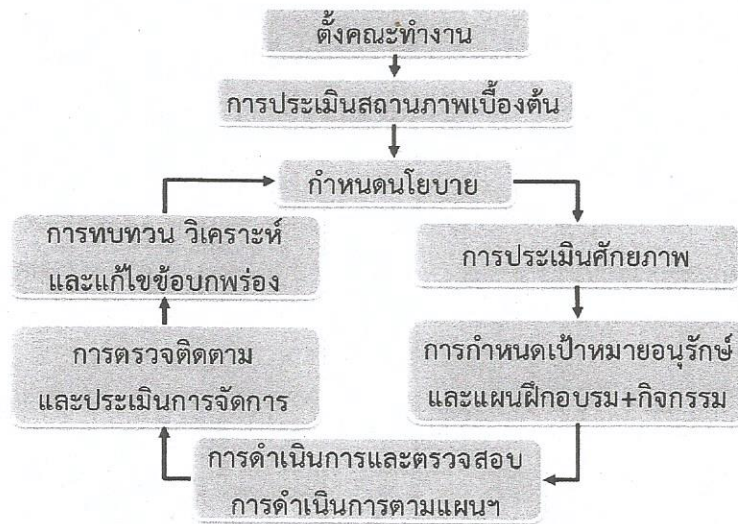 ตั้งคณะทำงาน
การประเมินสถานภาพเบื้องต้น
กำหนดนโยบาย
การประเมินศักยภาพ
การกำหนดเป้าหมายอนุรักษ์
และแผนฝึกอบรม+กิจกรรม
การดำเนินการและตรวจสอบ
การดำเนินการตามแผนฯ
การตรวจติดตาม
และประเมินการจัดการ
การทบทวน วิเคราะห์
และแก้ไขข้อบกพร่อง